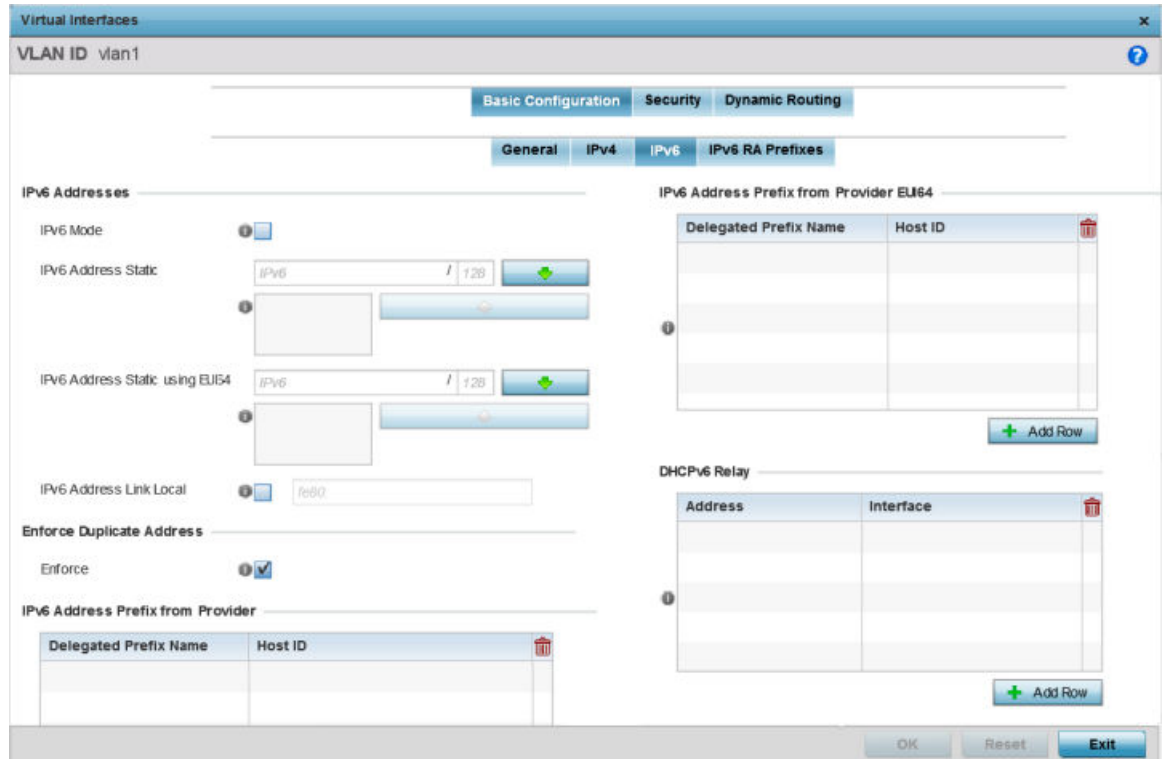 Virtual Interfaces
VLAN ID vlan1
Basic Configuration Security Dynamic Routing
General IPv4 IPv6 IPv6 RA Prefixes
IPv6 Addresses
IPv6 Mode
IPv6 Address Static
IPv6 / 128
IPv6 Address Static using EUI64
IPv6 / 128
IPv6 Address Link Local
fe80:
Enforce Duplicate Address
Enforce
IPv6 Address Prefix from Provider
Delegated Prefix Name Host ID
IPv6 Address Prefix from Provider EUI64
Delegated Prefix Name Host ID
Add Row
DHCPv6 Relay
Address Interface
Add Row
OK Reset Exit